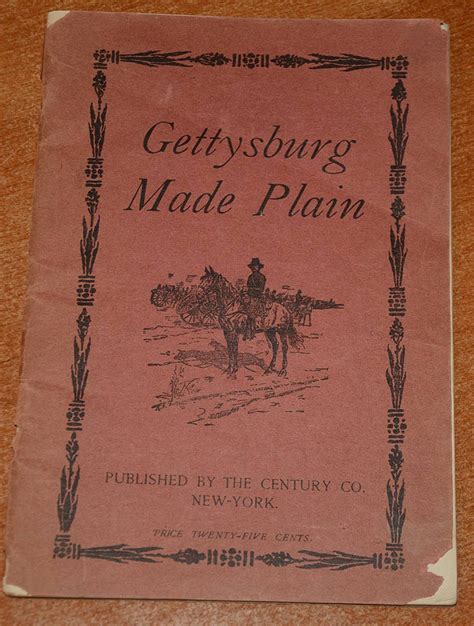 Gettysburg
Made Plain
PUBLISHED BY THE CENTURY CO.
NEW-YORK.
PRICE TWENTY-FIVE CENTS.